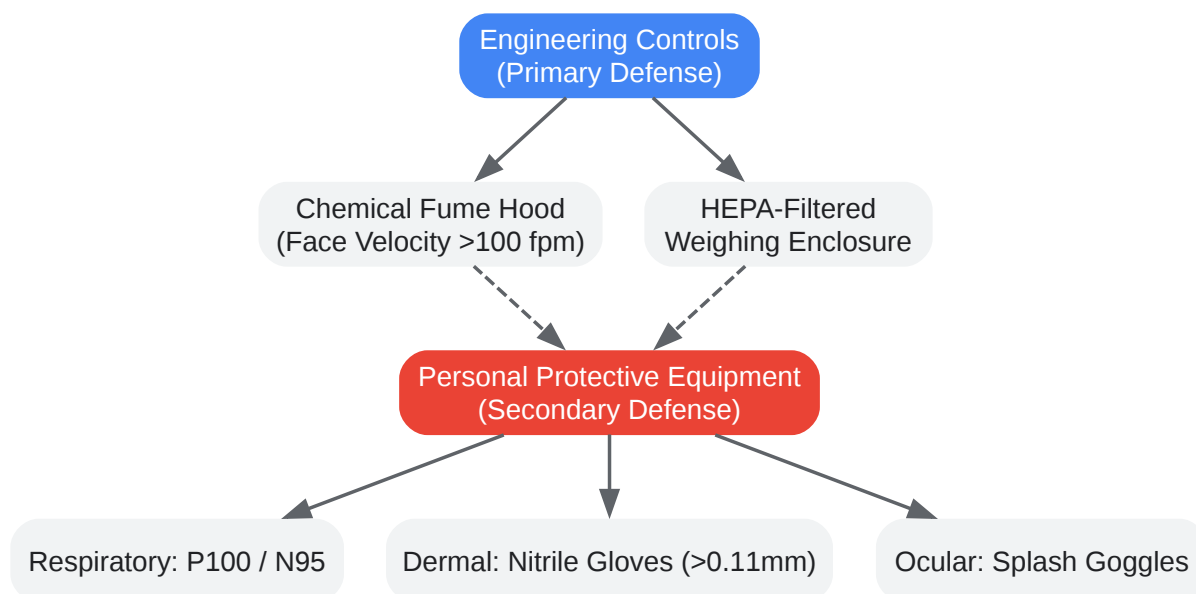 Engineering Controls
(Primary Defense)
Chemical Fume Hood
(Face Velocity >100 fpm)
HEPA-Filtered
Weighing Enclosure
Personal Protective Equipment
(Secondary Defense)
Respiratory: P100 / N95
Dermal: Nitrile Gloves (>0.11mm)
Ocular: Splash Goggles